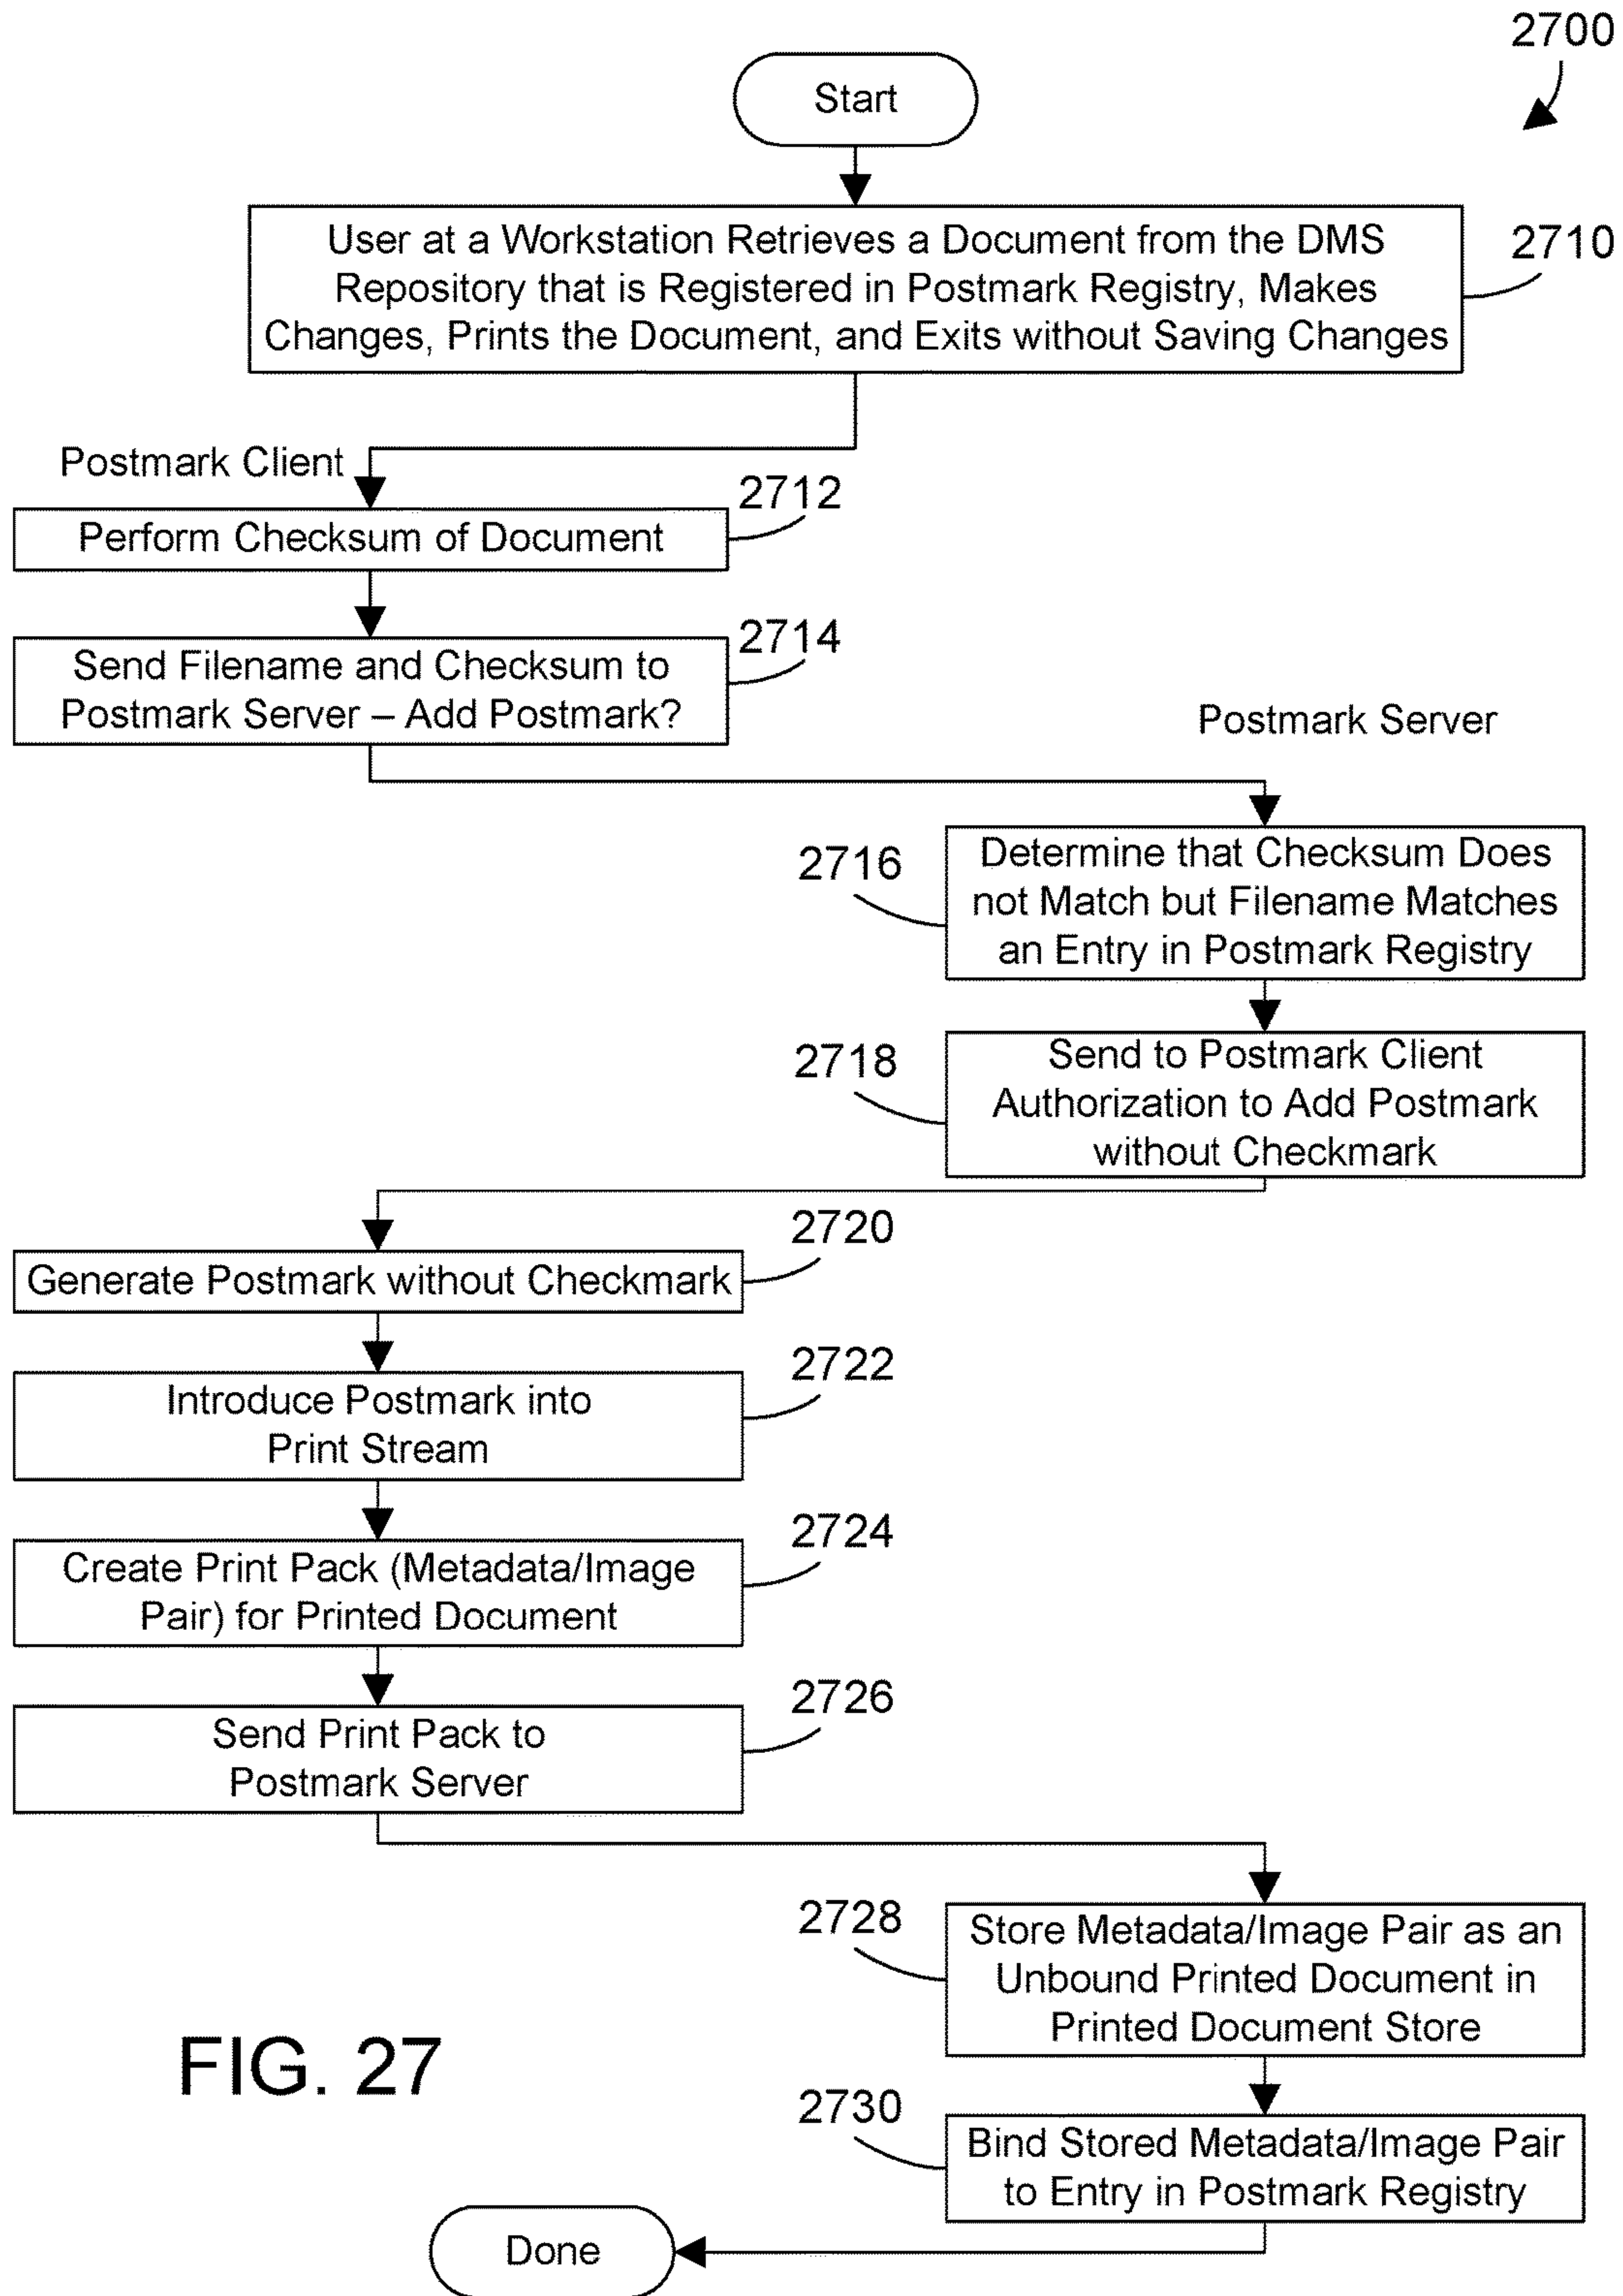 2700
Start
User at a Workstation Retrieves a Document from the DMS
Repository that is Registered in Postmark Registry, Makes
Changes, Prints the Document, and Exits without Saving Changes
2710
Postmark Client
2712
Perform Checksum of Document
2714
Send Filename and Checksum to
Postmark Server – Add Postmark?
Postmark Server
2716
Determine that Checksum Does
not Match but Filename Matches
an Entry in Postmark Registry
2718
Send to Postmark Client
Authorization to Add Postmark
without Checkmark
2720
Generate Postmark without Checkmark
2722
Introduce Postmark into
Print Stream
2724
Create Print Pack (Metadata/Image
Pair) for Printed Document
2726
Send Print Pack to
Postmark Server
2728
Store Metadata/Image Pair as an
Unbound Printed Document in
Printed Document Store
FIG. 27
2730
Bind Stored Metadata/Image Pair
to Entry in Postmark Registry
Done